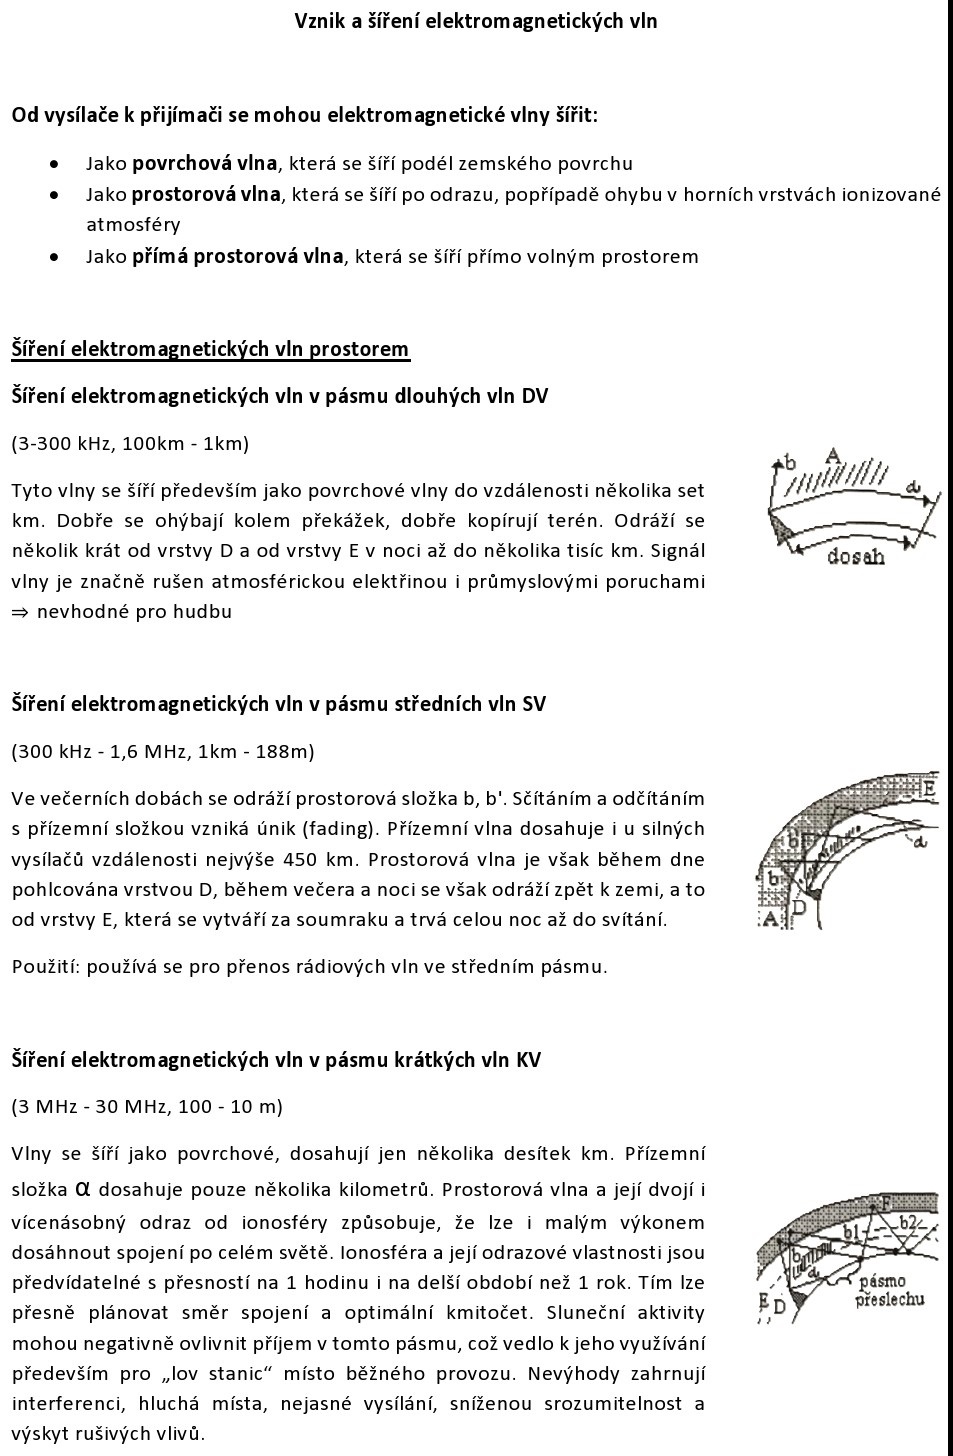 Vznik a šíření elektromagnetických vln
Od vysílače k přijímači se mohou elektromagnetické vlny šířit:
• Jako povrchová vlna, která se šíří podél zemského povrchu
• Jako prostorová vlna, která se šíří po odrazu, popřípadě ohybu v horních vrstvách ionizované
atmosféry
• Jako přímá prostorová vlna, která se šíří přímo volným prostorem
Šíření elektromagnetických vln prostorem
Šíření elektromagnetických vln v pásmu dlouhých vln DV
(3-300 kHz, 100km - 1km)
Tyto vlny se šíří především jako povrchové vlny do vzdálenosti několika set
km. Dobře se ohýbají kolem překážek, dobře kopírují terén. Odráží se
několik krát od vrstvy D a od vrstvy E v noci až do několika tisíc km. Signál
vlny je značně rušen atmosférickou elektřinou i průmyslovými poruchami
⇒ nevhodné pro hudbu
b A
d
dosah
Šíření elektromagnetických vln v pásmu středních vln SV
(300 kHz - 1,6 MHz, 1km - 188m)
Ve večerních dobách se odráží prostorová složka b, b'. Sčítáním a odčítáním
s přízemní složkou vzniká únik (fading). Přízemní vlna dosahuje i u silných
vysílačů vzdálenosti nejvýše 450 km. Prostorová vlna je však během dne
pohlcována vrstvou D, během večera a noci se však odráží zpět k zemi, a to
od vrstvy E, která se vytváří za soumraku a trvá celou noc až do svítání.
Použití: používá se pro přenos rádiových vln ve středním pásmu.
E
b'
d
b
D
A
Šíření elektromagnetických vln v pásmu krátkých vln KV
(3 MHz - 30 MHz, 100 - 10 m)
Vlny se šíří jako povrchové, dosahují jen několika desítek km. Přízemní
složka α dosahuje pouze několika kilometrů. Prostorová vlna a její dvojí i
vícenásobný odraz od ionosféry způsobuje, že lze i malým výkonem
dosáhnout spojení po celém světě. Ionosféra a její odrazové vlastnosti jsou
předvídatelné s přesností na 1 hodinu i na delší období než 1 rok. Tím lze
přesně plánovat směr spojení a optimální kmitočet. Sluneční aktivity
mohou negativně ovlivnit příjem v tomto pásmu, což vedlo k jeho využívání
především pro „lov stanic“ místo běžného provozu. Nevýhody zahrnují
interferenci, hluchá místa, nejasné vysílání, sníženou srozumitelnost a
výskyt rušivých vlivů.
F
b1 b2
b
d
pásmo
E D přeslechu